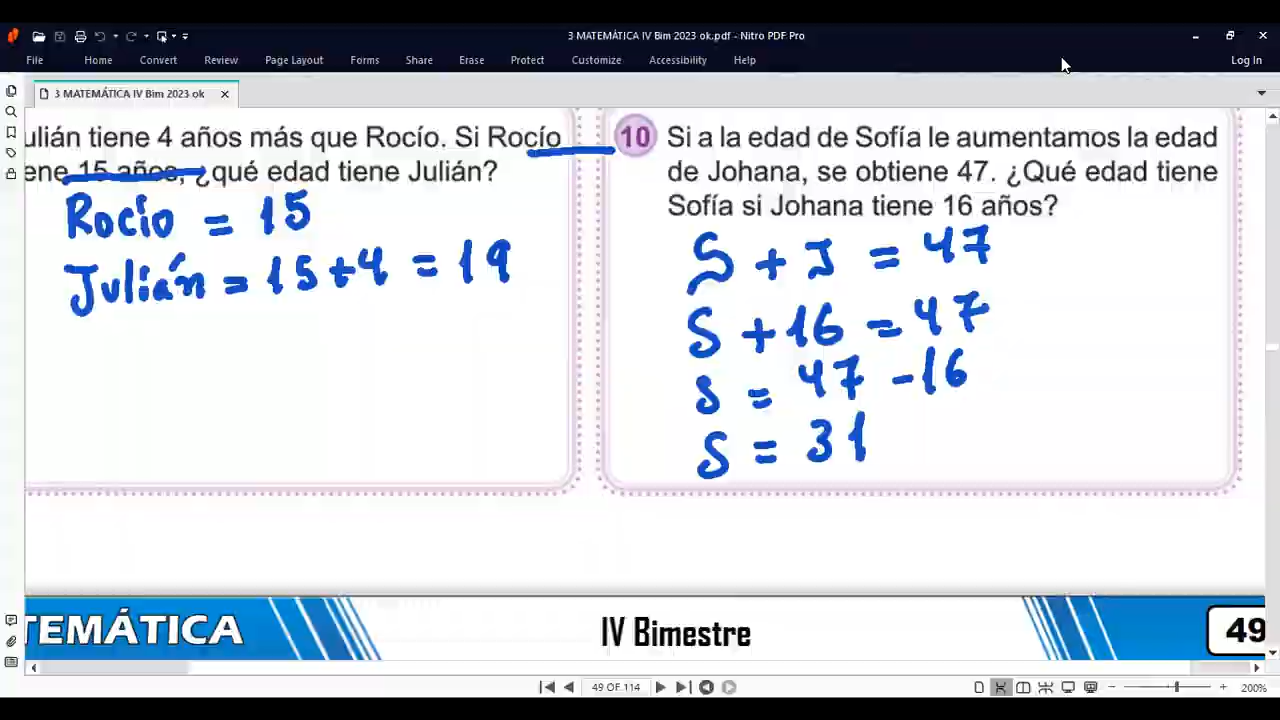 3 MATEMÁTICA IV Bim 2023 ok.pdf - Nitro PDF Pro
File Home Convert Review Page Layout Forms Share Erase Protect Customize Accessibility Help Log In
3 MATEMÁTICA IV Bim 2023 ok
ulián tiene 4 años más que Rocío. Si Rocío
ene 15 años, ¿qué edad tiene Julián?
Rocío = 15
Julián = 15+4 = 19
10 Si a la edad de Sofía le aumentamos la edad
de Johana, se obtiene 47. ¿Qué edad tiene
Sofía si Johana tiene 16 años?
S + J = 47
S + 16 = 47
S = 47 - 16
S = 31
TEMÁTICA
IV Bimestre
49
49 OF 114
200%